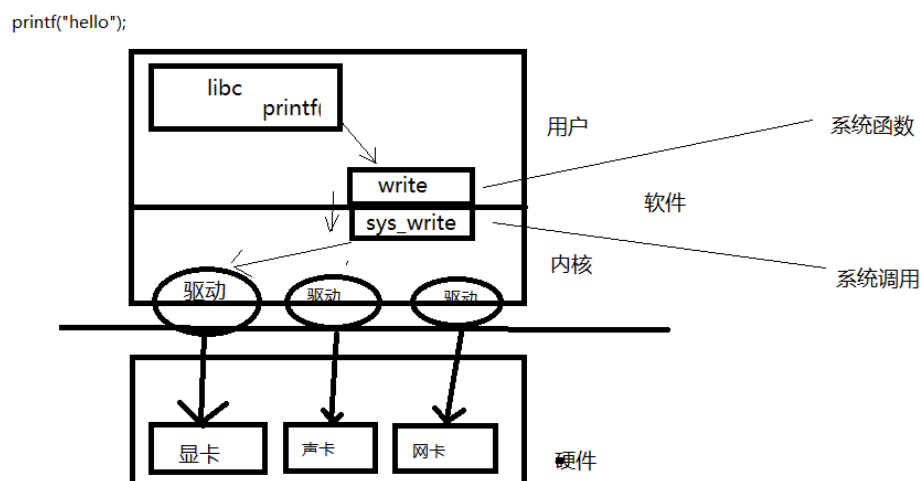 printf("hello");
libc
printf(
用户
系统函数
write
软件
sys_write
内核
系统调用
驱动
驱动
驱动
显卡
声卡
网卡
硬件